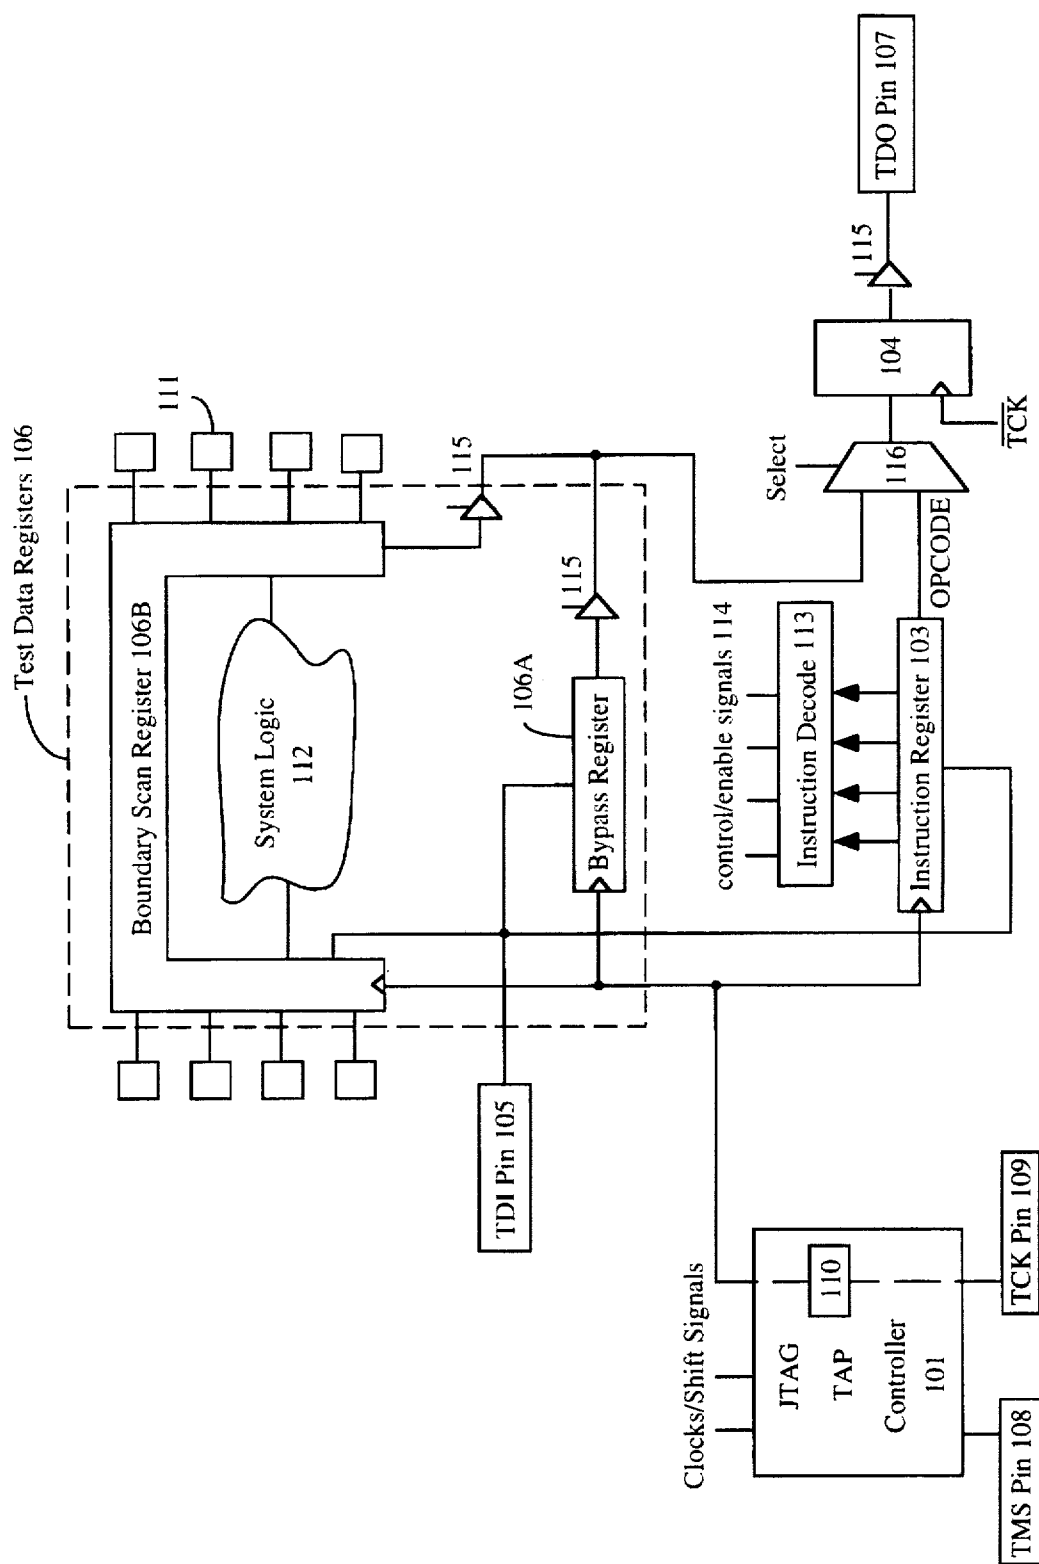 Test Data Registers 106
111
Boundary Scan Register 106B
System Logic
112
115
106A
Bypass Register
115
TDI Pin 105
control/enable signals 114
Instruction Decode 113
Instruction Register 103
OPCODE
Select
116
104
TCK
115
TDO Pin 107
Clocks/Shift Signals
JTAG
TAP
Controller
101
110
TMS Pin 108
TCK Pin 109